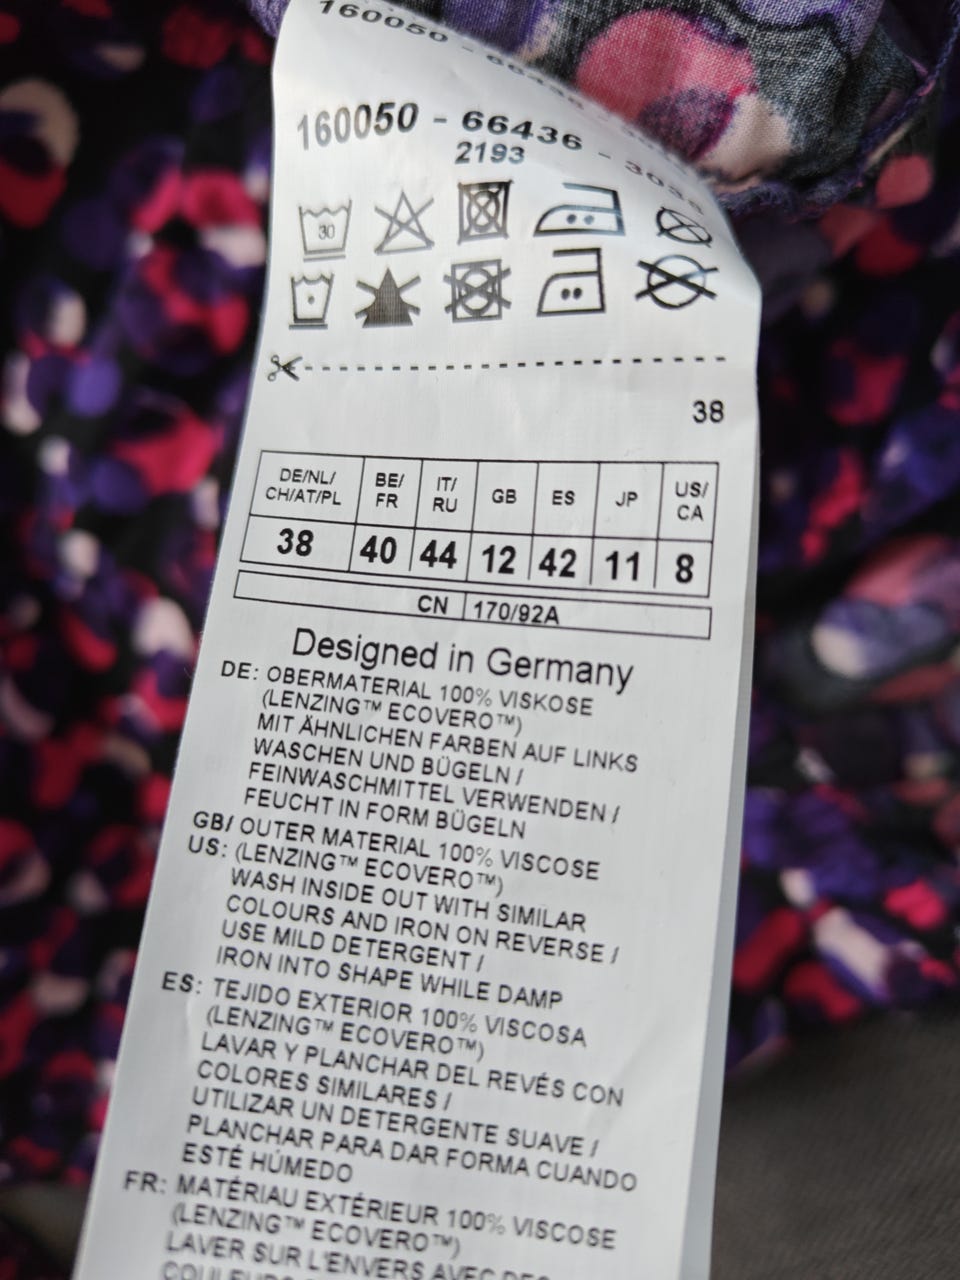 160050 - 66436
160050 - 66436 - 303
2193
30
38
DE/NL/ CH/AT/PL BE/ FR IT/ RU GB ES JP US/ CA
38 40 44 12 42 11 8
CN 170/92A
Designed in Germany
DE: OBERMATERIAL 100% VISKOSE
(LENZING™ ECOVERO™)
MIT ÄHNLICHEN FARBEN AUF LINKS
WASCHEN UND BÜGELN /
FEINWASCHMITTEL VERWENDEN /
FEUCHT IN FORM BÜGELN
GB/ OUTER MATERIAL 100% VISCOSE
US: (LENZING™ ECOVERO™)
WASH INSIDE OUT WITH SIMILAR
COLOURS AND IRON ON REVERSE /
USE MILD DETERGENT /
IRON INTO SHAPE WHILE DAMP
ES: TEJIDO EXTERIOR 100% VISCOSA
(LENZING™ ECOVERO™)
LAVAR Y PLANCHAR DEL REVÉS CON
COLORES SIMILARES /
UTILIZAR UN DETERGENTE SUAVE /
PLANCHAR PARA DAR FORMA CUANDO
ESTÉ HÚMEDO
FR: MATÉRIAU EXTÉRIEUR 100% VISCOSE
(LENZING™ ECOVERO™)
LAVER SUR L'ENVERS AVEC DES
COULEURS